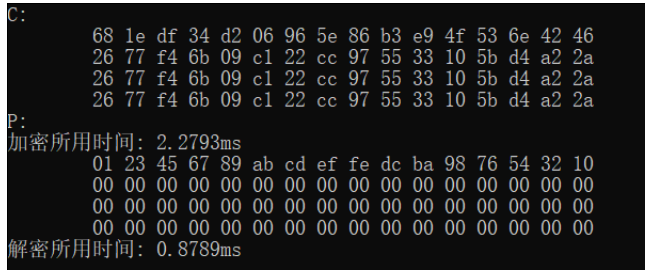 C:
68 1e df 34 d2 06 96 5e 86 b3 e9 4f 53 6e 42 46
26 77 f4 6b 09 c1 22 cc 97 55 33 10 5b d4 a2 2a
26 77 f4 6b 09 c1 22 cc 97 55 33 10 5b d4 a2 2a
26 77 f4 6b 09 c1 22 cc 97 55 33 10 5b d4 a2 2a
P:
加密所用时间: 2.2793ms
01 23 45 67 89 ab cd ef fe dc ba 98 76 54 32 10
00 00 00 00 00 00 00 00 00 00 00 00 00 00 00 00
00 00 00 00 00 00 00 00 00 00 00 00 00 00 00 00
00 00 00 00 00 00 00 00 00 00 00 00 00 00 00 00
解密所用时间: 0.8789ms